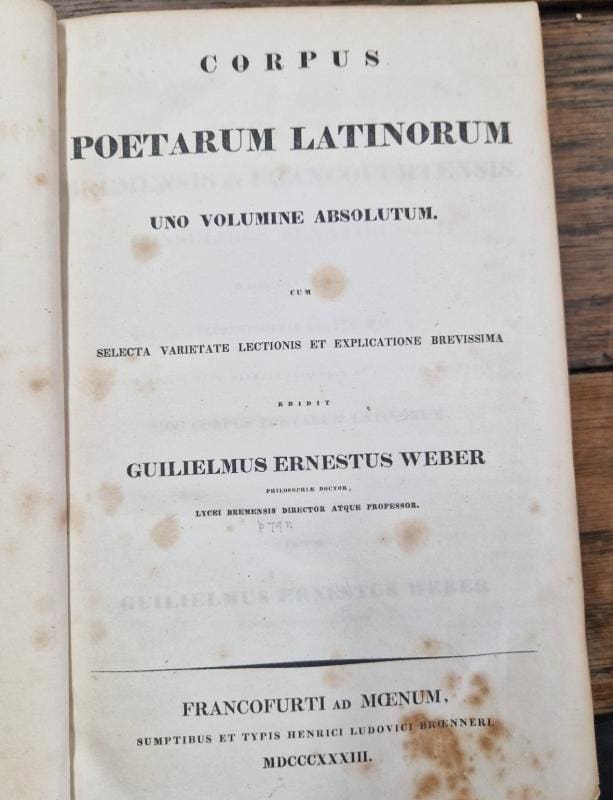 CORPUS
POETARUM LATINORUM
UNO VOLUMINE ABSOLUTUM.
CUM
SELECTA VARIETATE LECTIONIS ET EXPLICATIONE BREVISSIMA
EDIDIT
GUILIELMUS ERNESTUS WEBER
PHILOSOPHIÆ DOCTOR,
LYCEI BREMENSIS DIRECTOR ATQUE PROFESSOR.
FRANCOFURTI AD MŒNUM,
SUMPTIBUS ET TYPIS HENRICI LUDOVICI BRŒNNERI.
MDCCCXXXIII.